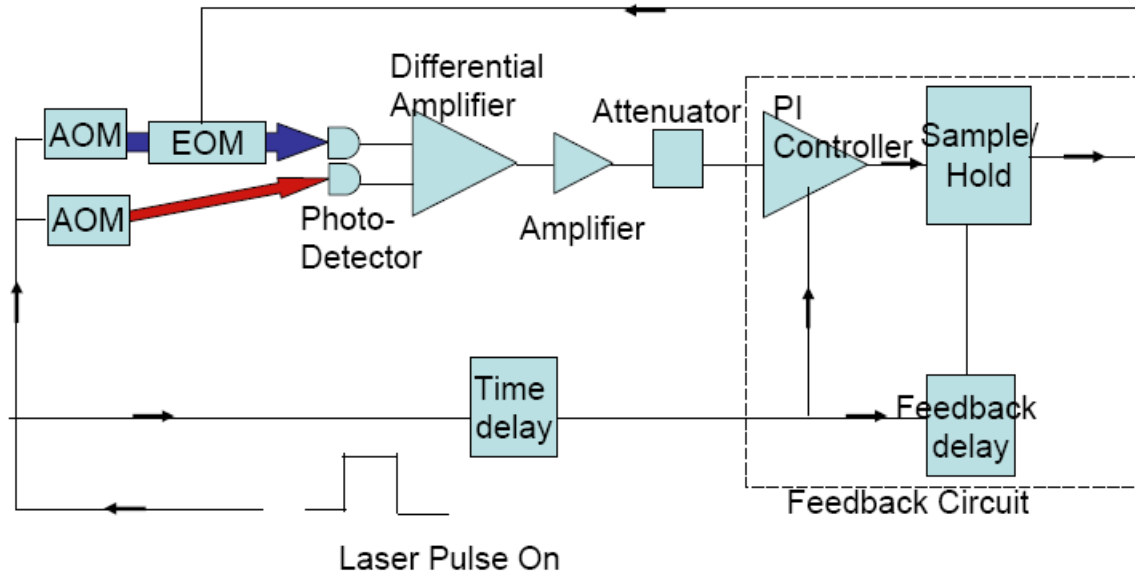 Differential
Amplifier
AOM
EOM
AOM
Photo-
Detector
Amplifier
Attenuator
PI
Controller
Sample/
Hold
Time
delay
Feedback
delay
Feedback Circuit
Laser Pulse On